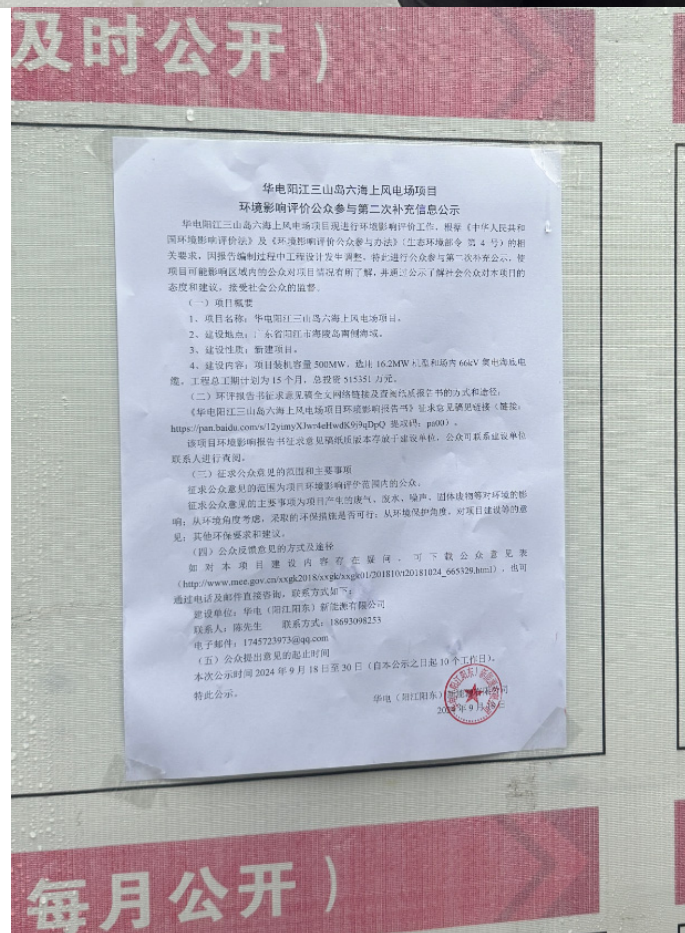 及时公开）
华电阳江三山岛六海上风电场项目
环境影响评价公众参与第二次补充信息公示
华电阳江三山岛六海上风电场项目现进行环境影响评价工作，根据《中华人民共和
国环境影响评价法》及《环境影响评价公众参与办法》（生态环境部令 第 4 号）的相
关要求，因报告编制过程中工程设计发生调整，特此进行公众参与第二次补充公示，使
项目可能影响区域内的公众对项目情况有所了解，并通过公示了解社会公众对本项目的
态度和建议，接受社会公众的监督。
（一）项目概要
1、项目名称：华电阳江三山岛六海上风电场项目。
2、建设地点：广东省阳江市海陵岛南侧海域。
3、建设性质：新建项目。
4、建设内容：项目装机容量 500MW，选用 16.2MW 机型和场内 66kV 集电海底电
缆，工程总工期计划为 15 个月，总投资 515351 万元。
（二）环评报告书征求意见稿全文网络链接及查阅纸质报告书的方式和途径：
《华电阳江三山岛六海上风电场项目环境影响报告书》征求意见稿见链接（链接：
提取码：pa00）。
该项目环境影响报告书征求意见稿纸质版本存放于建设单位，公众可联系建设单位
联系人进行查阅。
（三）征求公众意见的范围和主要事项
征求公众意见的范围为项目环境影响评价范围内的公众。
征求公众意见的主要事项为项目产生的废气、废水、噪声、固体废物等对环境的影
响；从环境角度考虑，采取的环保措施是否可行；从环境保护角度，对项目建设等的意
见；其他环保要求和建议。
（四）公众反馈意见的方式及途径
如对本项目建设内容存在疑问，可下载公众意见表
（http://www.mee.gov.cn/xxgk2018/xxgk/xxgk01/201810/t20181024_665329.html），也可
通过电话及邮件直接咨询，联系方式如下：
建设单位：华电（阳江阳东）新能源有限公司
联系人：陈先生 联系方式：18693098253
电子邮件：1745723973@qq.com
（五）公众提出意见的起止时间
本次公示时间 2024 年 9 月 18 日至 30 日（自本公示之日起 10 个工作日）。
特此公示。
华电（阳江阳东）新能源有限公司
2024 年 9 月 18 日
每月公开）